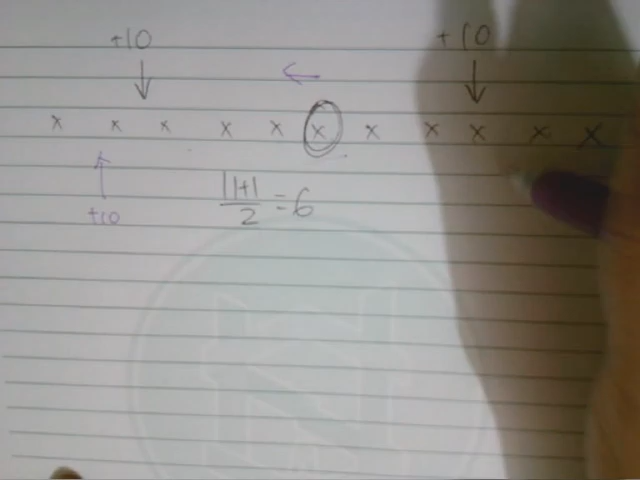 +10 +10
↓ ← ↓
x x x x x x x x x x x
↑
+10
11+1
2 =6